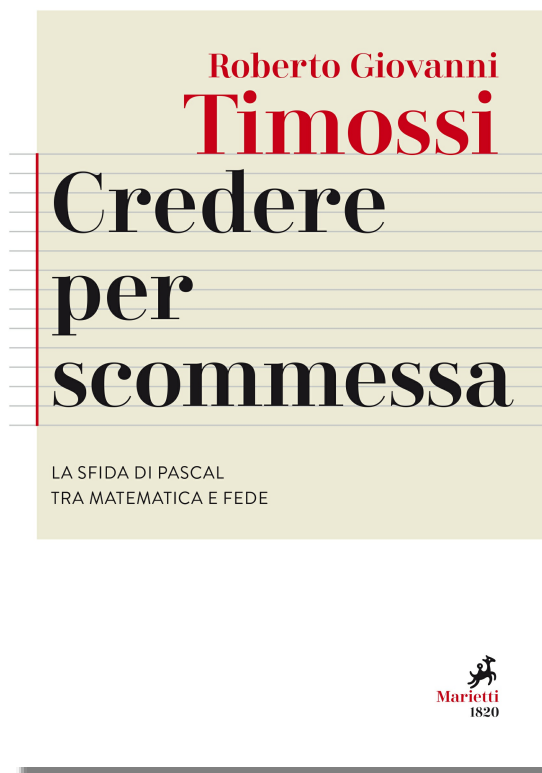 Roberto Giovanni
Timossi
Credere
per
scommessa
LA SFIDA DI PASCAL
TRA MATEMATICA E FEDE
Marietti
1820